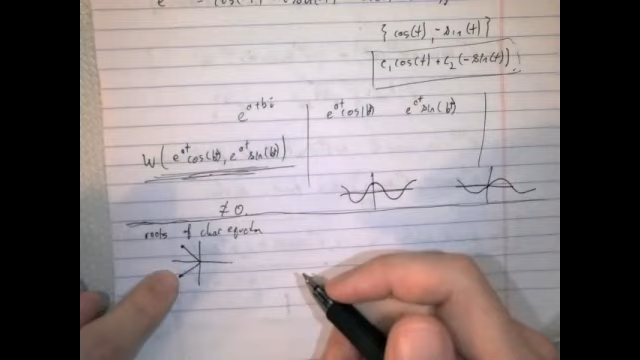 {cos(t), -sin(t)}
c₁cos(t) + c₂(-sin(t))
e^(a+bi)
e^(at)cos(bt) e^(at)sin(bt)
W(e^(at)cos(bt), e^(at)sin(bt))
≠ 0.
roots of char equation